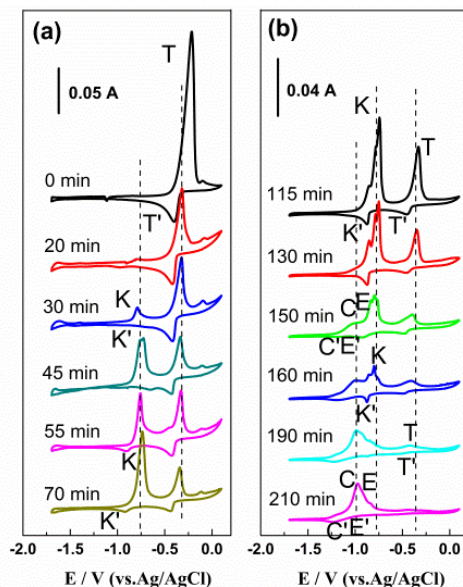 (a)
T
0.05 A
0 min
T'
20 min
30 min
K
K'
45 min
55 min
70 min
K
K'
-2.0 -1.5 -1.0 -0.5 0.0
E / V (vs.Ag/AgCl)
(b)
K
0.04 A
T
115 min
K'
T'
130 min
150 min
C E
C'E'
160 min
K
K'
190 min
T
T'
210 min
C E
C'E'
-2.0 -1.5 -1.0 -0.5 0.0
E / V (vs.Ag/AgCl)